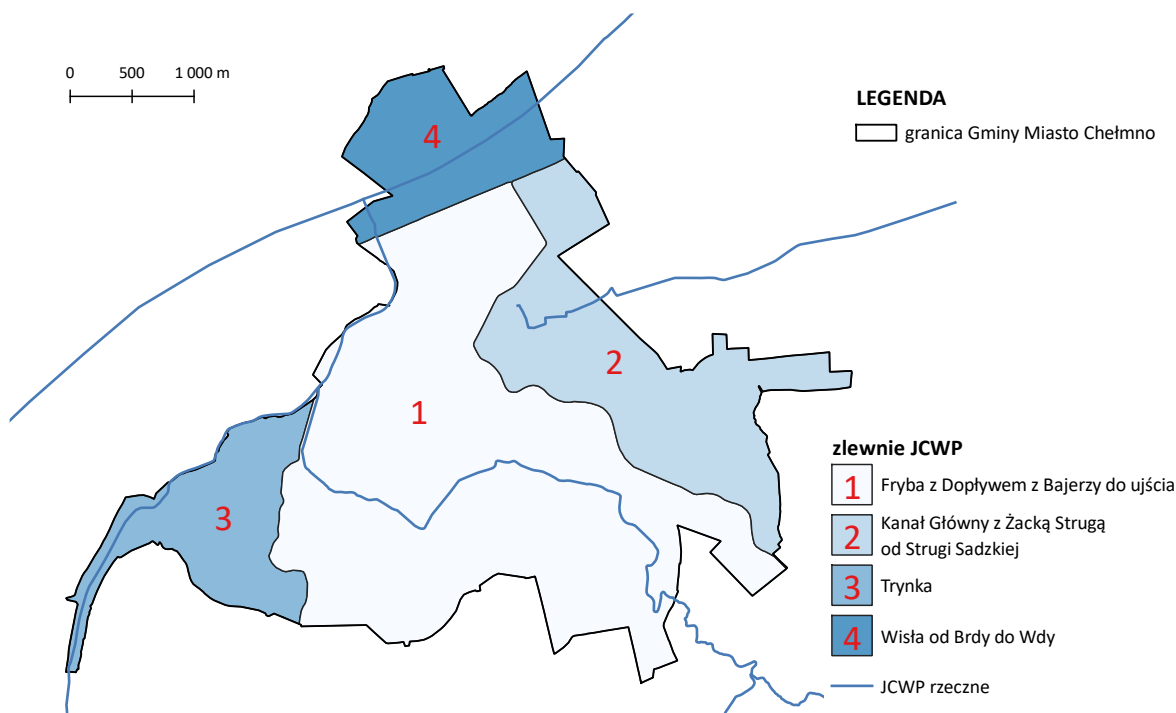 0 500 1 000 m
4
2
1
3
LEGENDA
granica Gminy Miasto Chełmno
zlewnie JCWP
1 Fryba z Dopływem z Bajerzy do ujścia
2 Kanał Główny z Żacką Strugą
od Strugi Sadzkiej
3 Trynka
4 Wisła od Brdy do Wdy
JCWP rzeczne